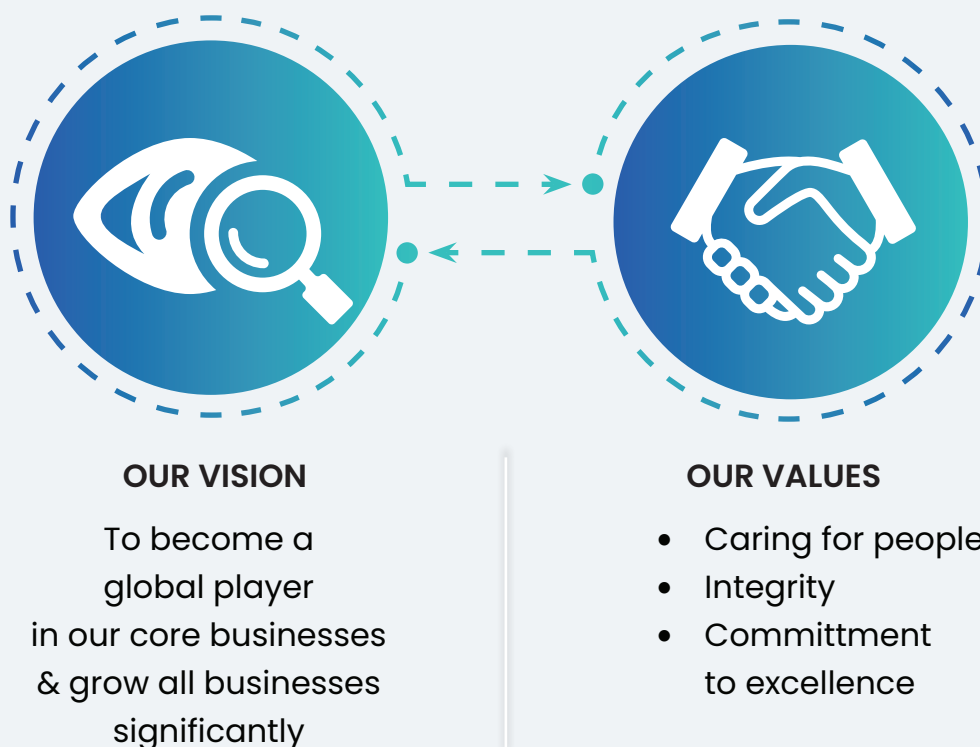 OUR VISION
To become a
global player
in our core businesses
& grow all businesses
significantly
OUR VALUES
• Caring for people
• Integrity
• Committment
to excellence